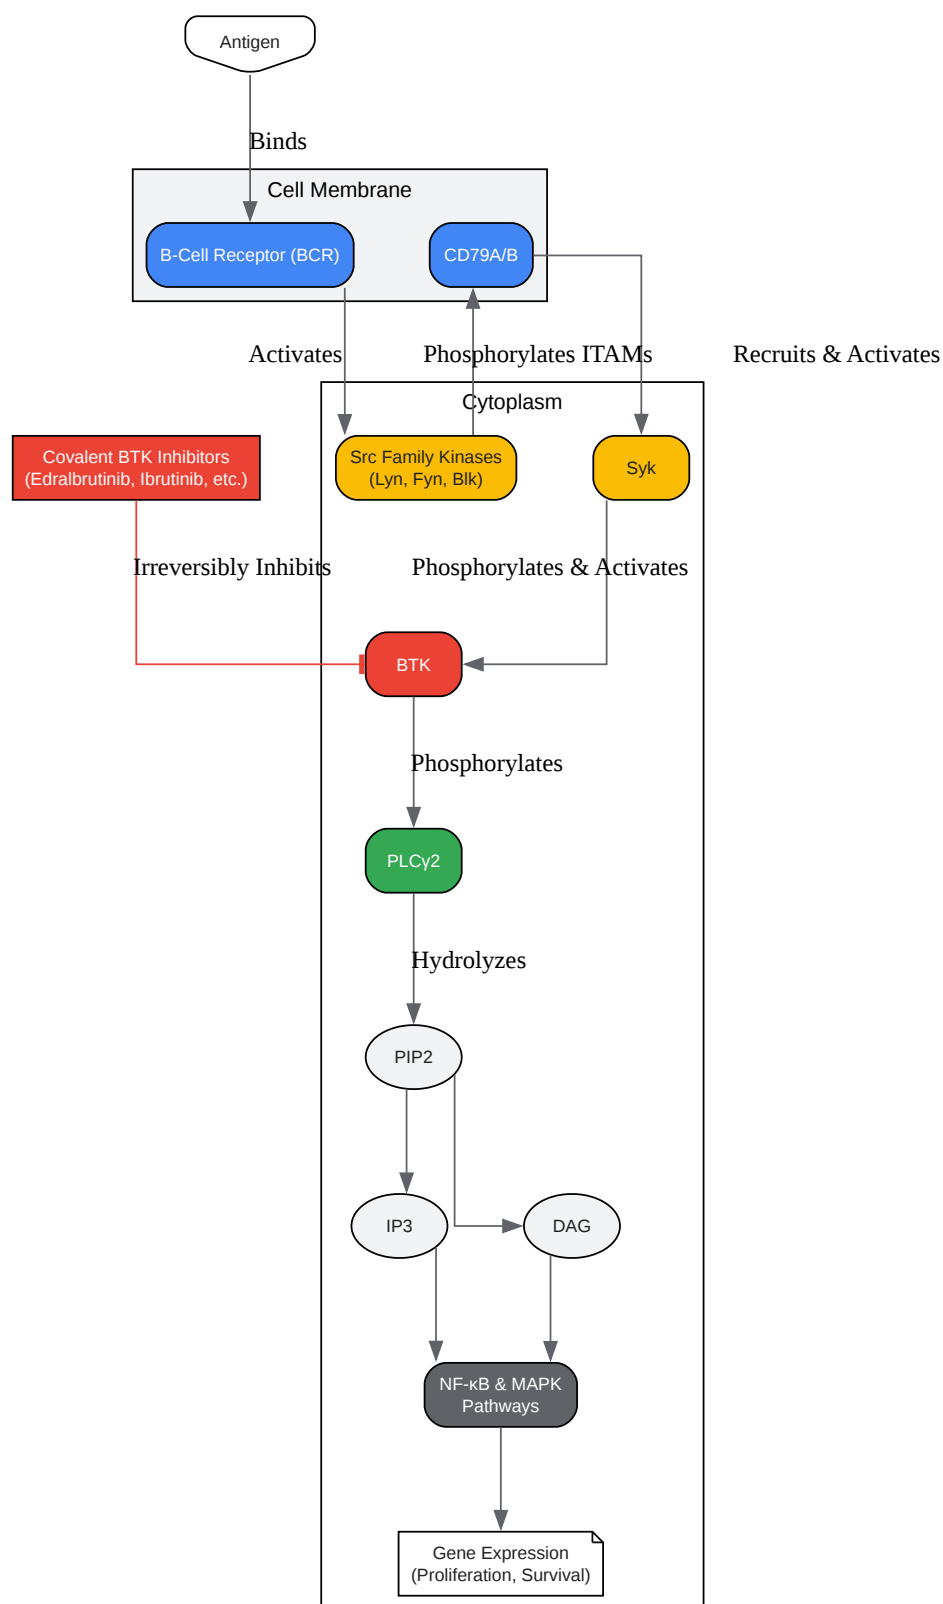 Antigen
Binds
Cell Membrane
B-Cell Receptor (BCR)
CD79A/B
Activates
Phosphorylates ITAMs
Recruits & Activates
Cytoplasm
Covalent BTK Inhibitors
(Edralbrutinib, Ibrutinib, etc.)
Src Family Kinases
(Lyn, Fyn, Blk)
Syk
Irreversibly Inhibits
Phosphorylates & Activates
BTK
Phosphorylates
PLCγ2
Hydrolyzes
PIP2
IP3
DAG
NF-κB & MAPK
Pathways
Gene Expression
(Proliferation, Survival)